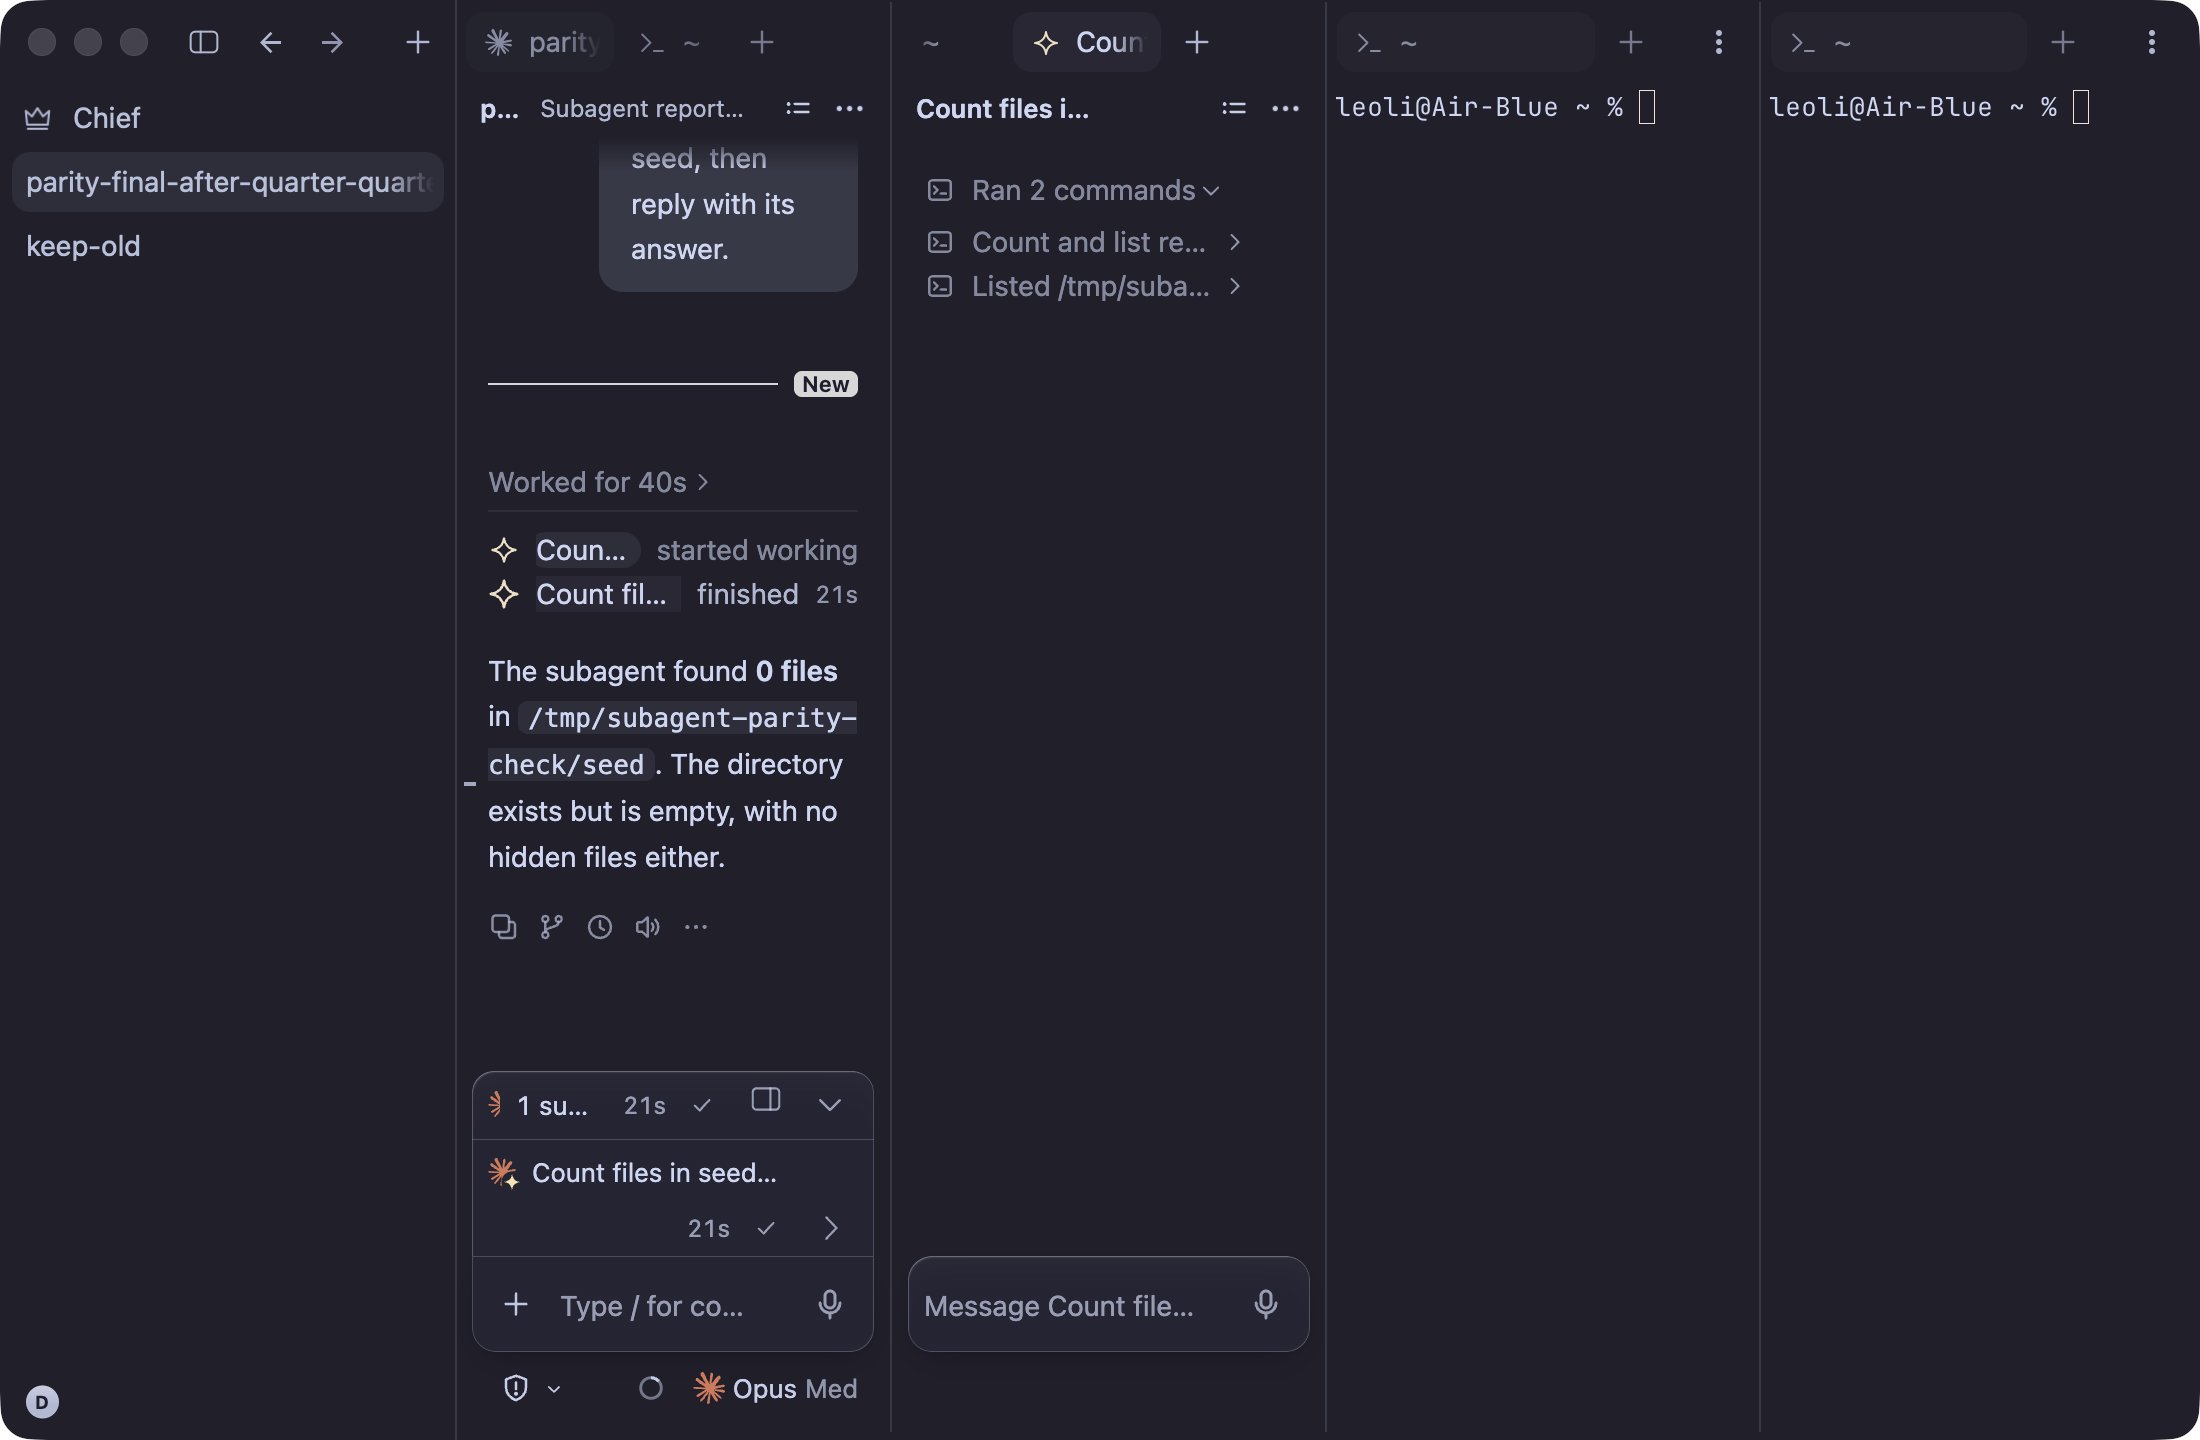 Chief
parity-final-after-quarter-quarte
keep-old
D
parity
>_ ~
p... Subagent report...
seed, then
reply with its
answer.
New
Worked for 40s
Coun... started working
Count fil... finished 21s
The subagent found 0 files
in /tmp/subagent-parity-
check/seed. The directory
exists but is empty, with no
hidden files either.
1 su... 21s
Count files in seed...
21s
Type / for co...
Opus Med
~
Coun
Count files i...
Ran 2 commands
Count and list re...
Listed /tmp/suba...
Message Count file...
>_ ~
leoli@Air-Blue ~ %
>_ ~
leoli@Air-Blue ~ %